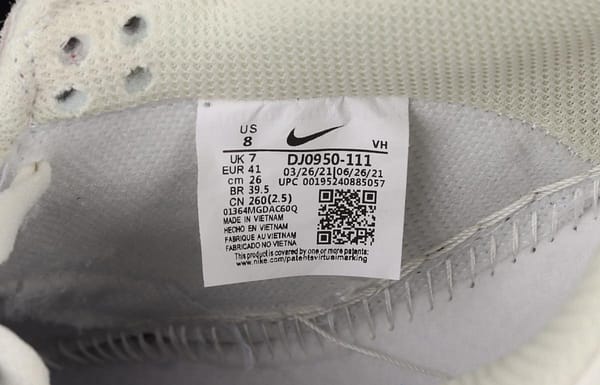 US
8
VH
UK 7
EUR 41
cm 26
BR 39.5
CN 260(2.5)
01364MGDAC60Q
MADE IN VIETNAM
HECHO EN VIETNAM
FABRIQUE AU VIETNAM
FABRICADO NO VIETNA
DJ0950-111
03/26/21|06/26/21
UPC 00195240885057
This product is covered by one or more patents:
www.nike.com/patentsvirtualmarking